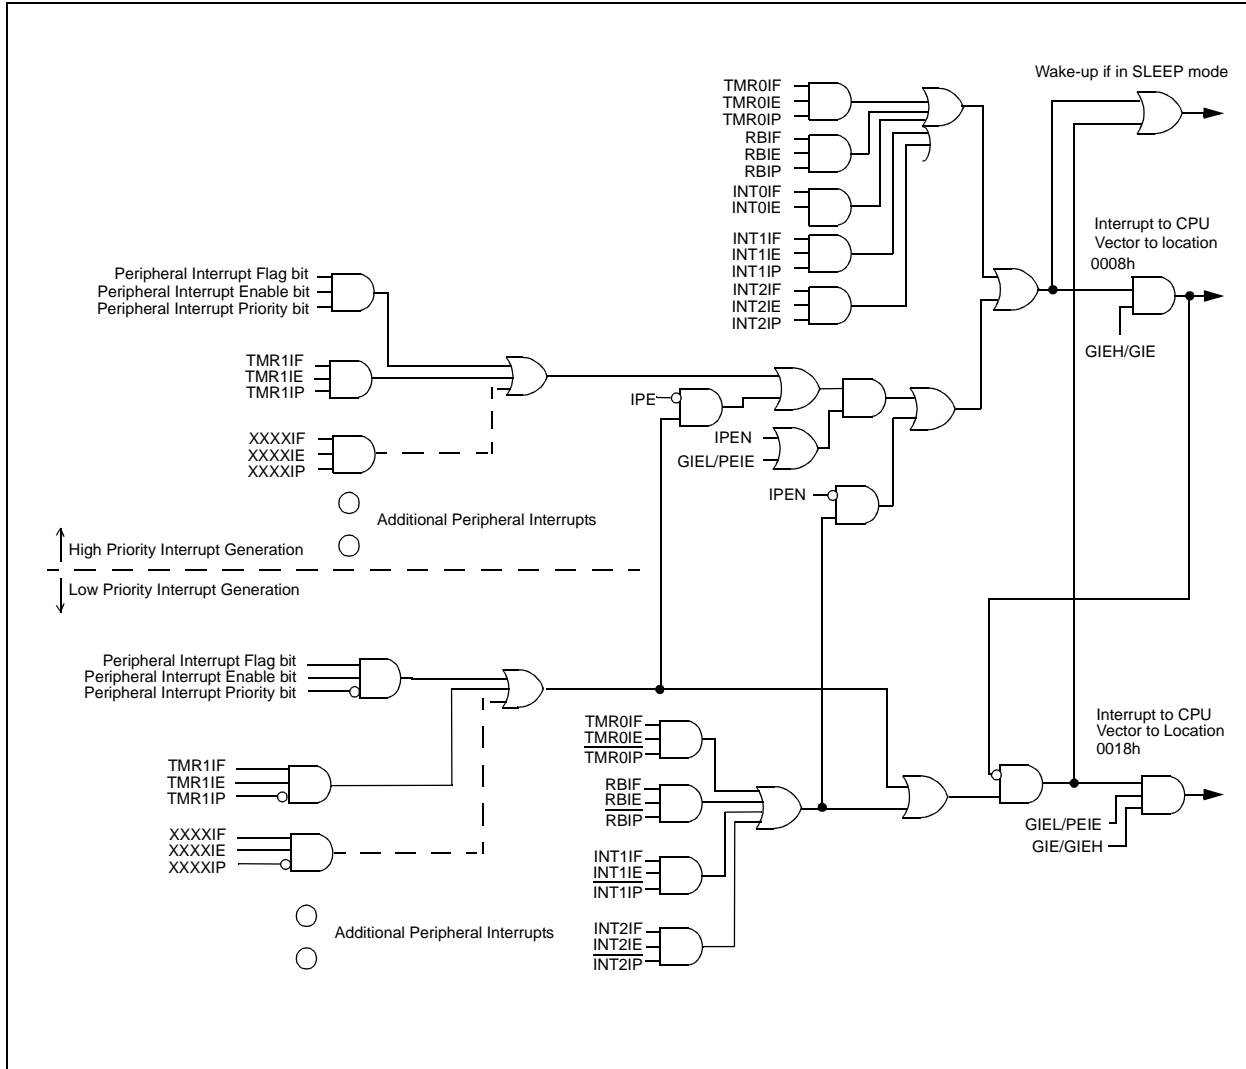 Wake-up if in SLEEP mode
TMR0IF
TMR0IE
TMR0IP
RBIF
RBIE
RBIP
INT0IF
INT0IE
INT1IF
INT1IE
INT1IP
INT2IF
INT2IE
INT2IP
Interrupt to CPU
Vector to location
0008h
GIEH/GIE
Peripheral Interrupt Flag bit
Peripheral Interrupt Enable bit
Peripheral Interrupt Priority bit
TMR1IF
TMR1IE
TMR1IP
XXXXIF
XXXXIE
XXXXIP
IPE
IPEN
GIEL/PEIE
IPEN
Additional Peripheral Interrupts
High Priority Interrupt Generation
Low Priority Interrupt Generation
Peripheral Interrupt Flag bit
Peripheral Interrupt Enable bit
Peripheral Interrupt Priority bit
TMR1IF
TMR1IE
TMR1IP
XXXXIF
XXXXIE
XXXXIP
Additional Peripheral Interrupts
TMR0IF
TMR0IE
TMR0IP
RBIF
RBIE
RBIP
INT1IF
INT1IE
INT1IP
INT2IF
INT2IE
INT2IP
Interrupt to CPU
Vector to Location
0018h
GIEL/PEIE
GIE/GIEH